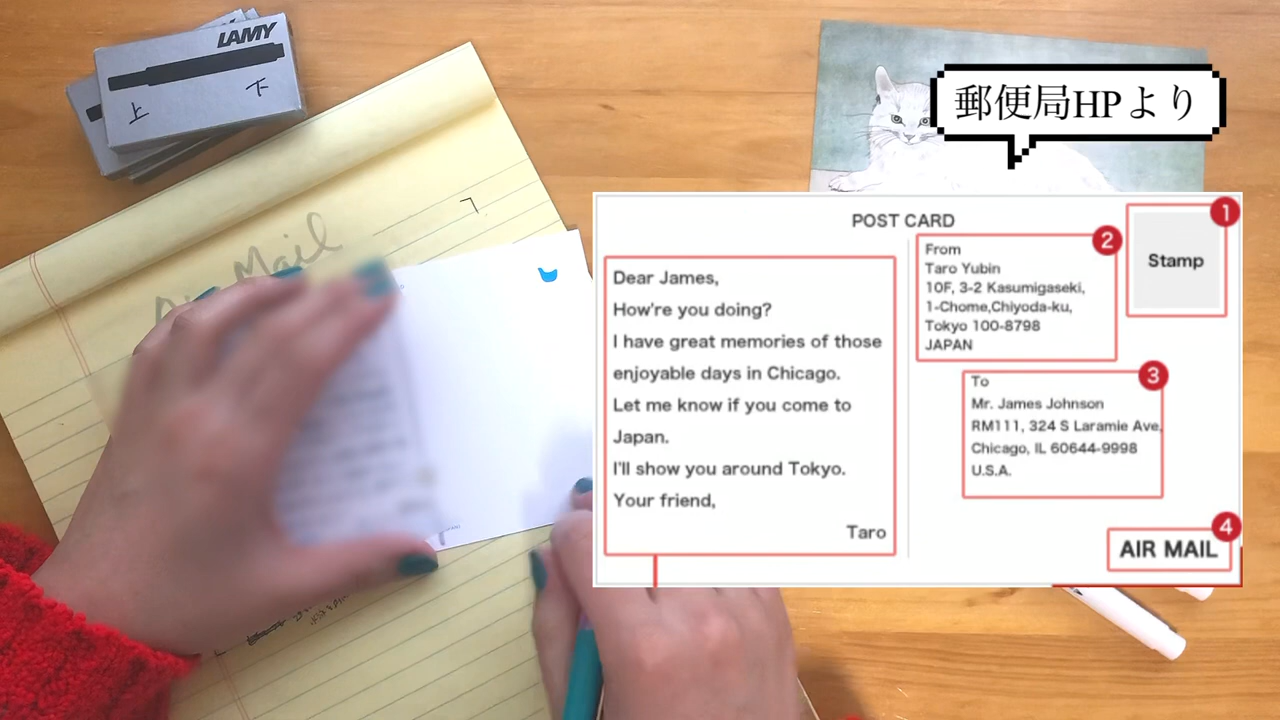 LAMY
上
下
郵便局HPより
Mail
POST CARD
1
Stamp
2
From
Taro Yubin
10F, 3-2 Kasumigaseki,
1-Chome,Chiyoda-ku,
Tokyo 100-8798
JAPAN
Dear James,
How're you doing?
I have great memories of those
enjoyable days in Chicago.
Let me know if you come to
Japan.
I'll show you around Tokyo.
Your friend,
Taro
3
To
Mr. James Johnson
RM111, 324 S Laramie Ave,
Chicago, IL 60644-9998
U.S.A.
4
AIR MAIL